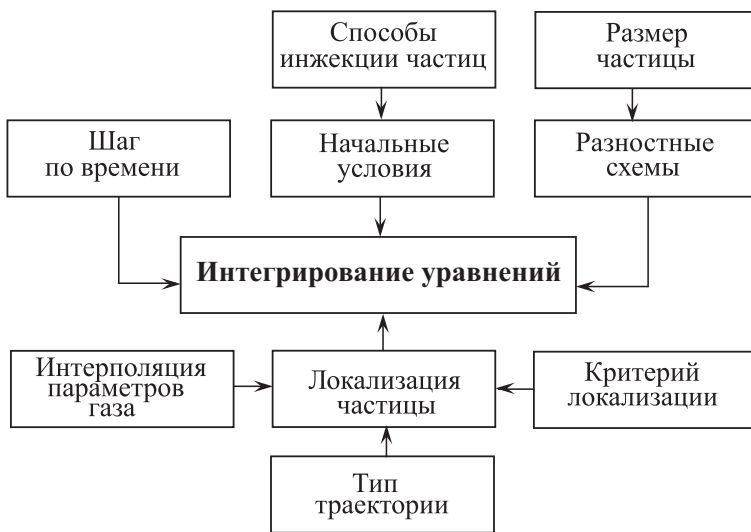 Способы
инжекции частиц
Размер
частицы
Шаг
по времени
Начальные
условия
Разностные
схемы
Интегрирование уравнений
Интерполяция
параметров
газа
Локализация
частицы
Критерий
локализации
Тип
траектории